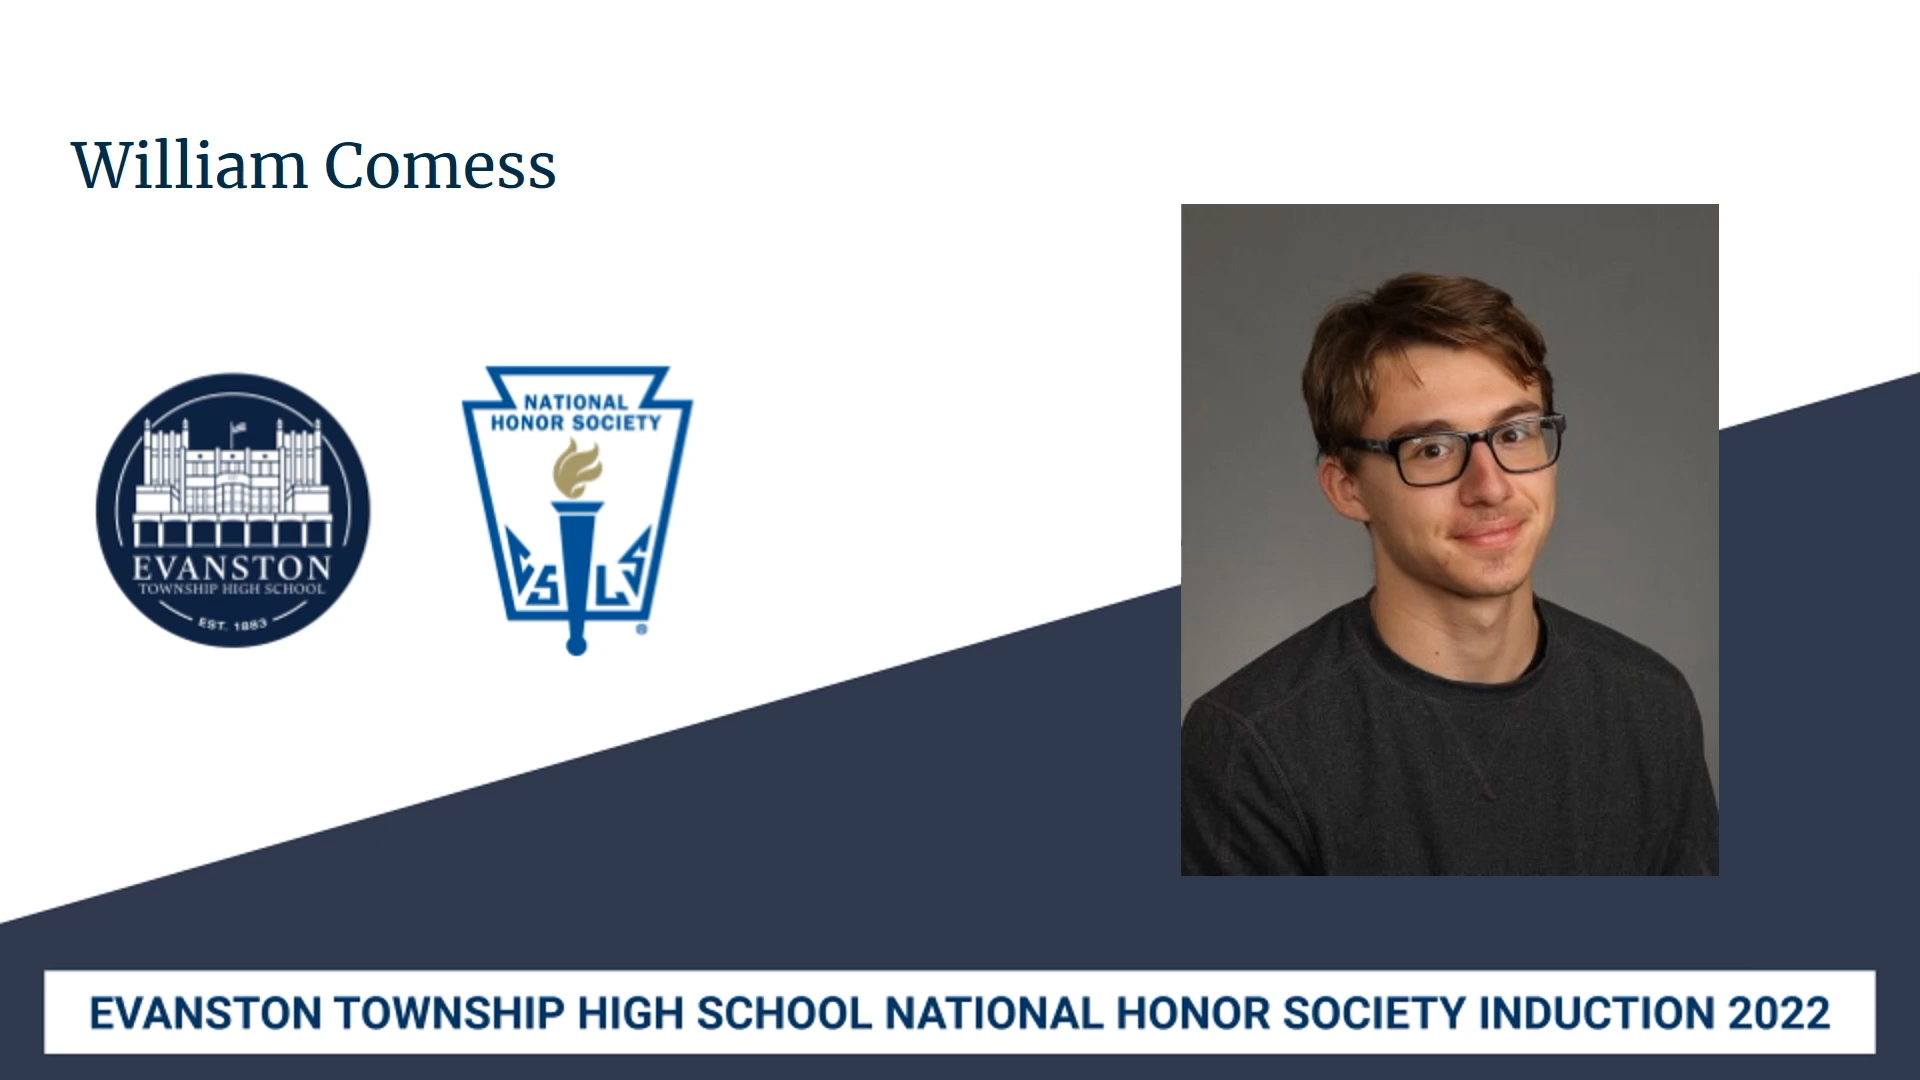 William Comess
NATIONAL
HONOR SOCIETY
C S L S
®
EVANSTON
TOWNSHIP HIGH SCHOOL
EST. 1883
EVANSTON TOWNSHIP HIGH SCHOOL NATIONAL HONOR SOCIETY INDUCTION 2022